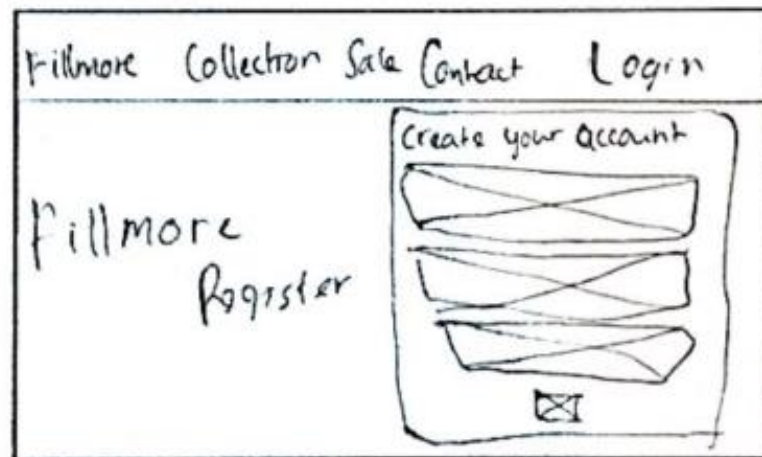 Fillmore Collection Sale Contact Login
Create your account
Fillmore
Register